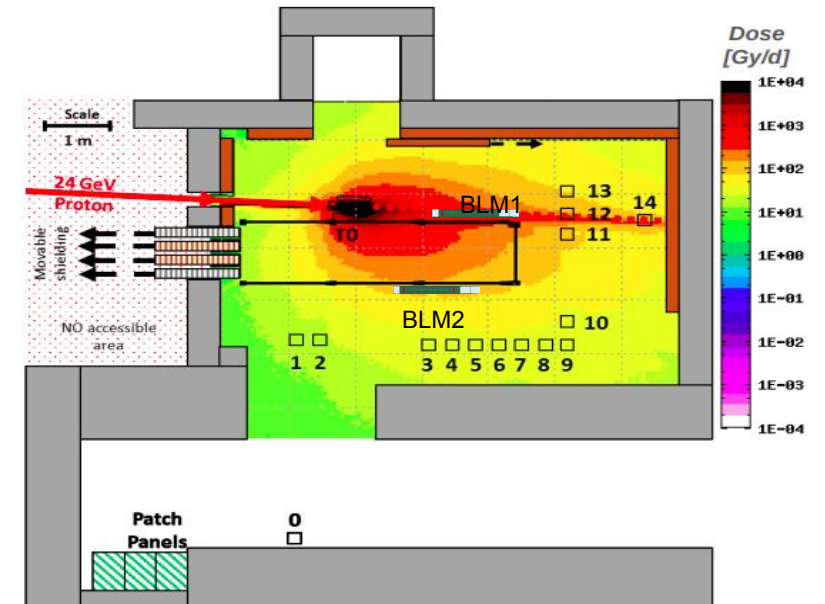 Dose
[Gy/d]
1E+04
1E+03
1E+02
1E+01
1E+00
1E-01
1E-02
1E-03
1E-04
Scale
1 m
24 GeV
Proton
T0
BLM1
BLM2
13
12
11
14
10
Movable
shielding
NO accessible
area
1 2
3 4 5 6 7 8 9
Patch
Panels
0